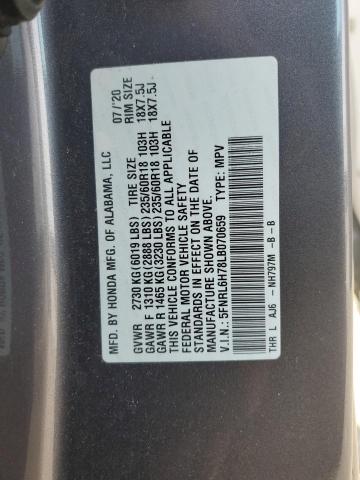 MFD. BY HONDA MFG. OF ALABAMA, LLC 07/'20
TIRE SIZE RIM SIZE
GVWR 2730 KG(6019 LBS)
GAWR F 1310 KG(2888 LBS)235/60R18 103H 18X7.5J
GAWR R 1465 KG(3230 LBS)235/60R18 103H 18X7.5J
THIS VEHICLE CONFORMS TO ALL APPLICABLE
FEDERAL MOTOR VEHICLE SAFETY
STANDARDS IN EFFECT ON THE DATE OF
MANUFACTURE SHOWN ABOVE.
V.I.N.: 5FNRL6H78LB070659 TYPE: MPV
THR L AJ6 -NH797M -B-B